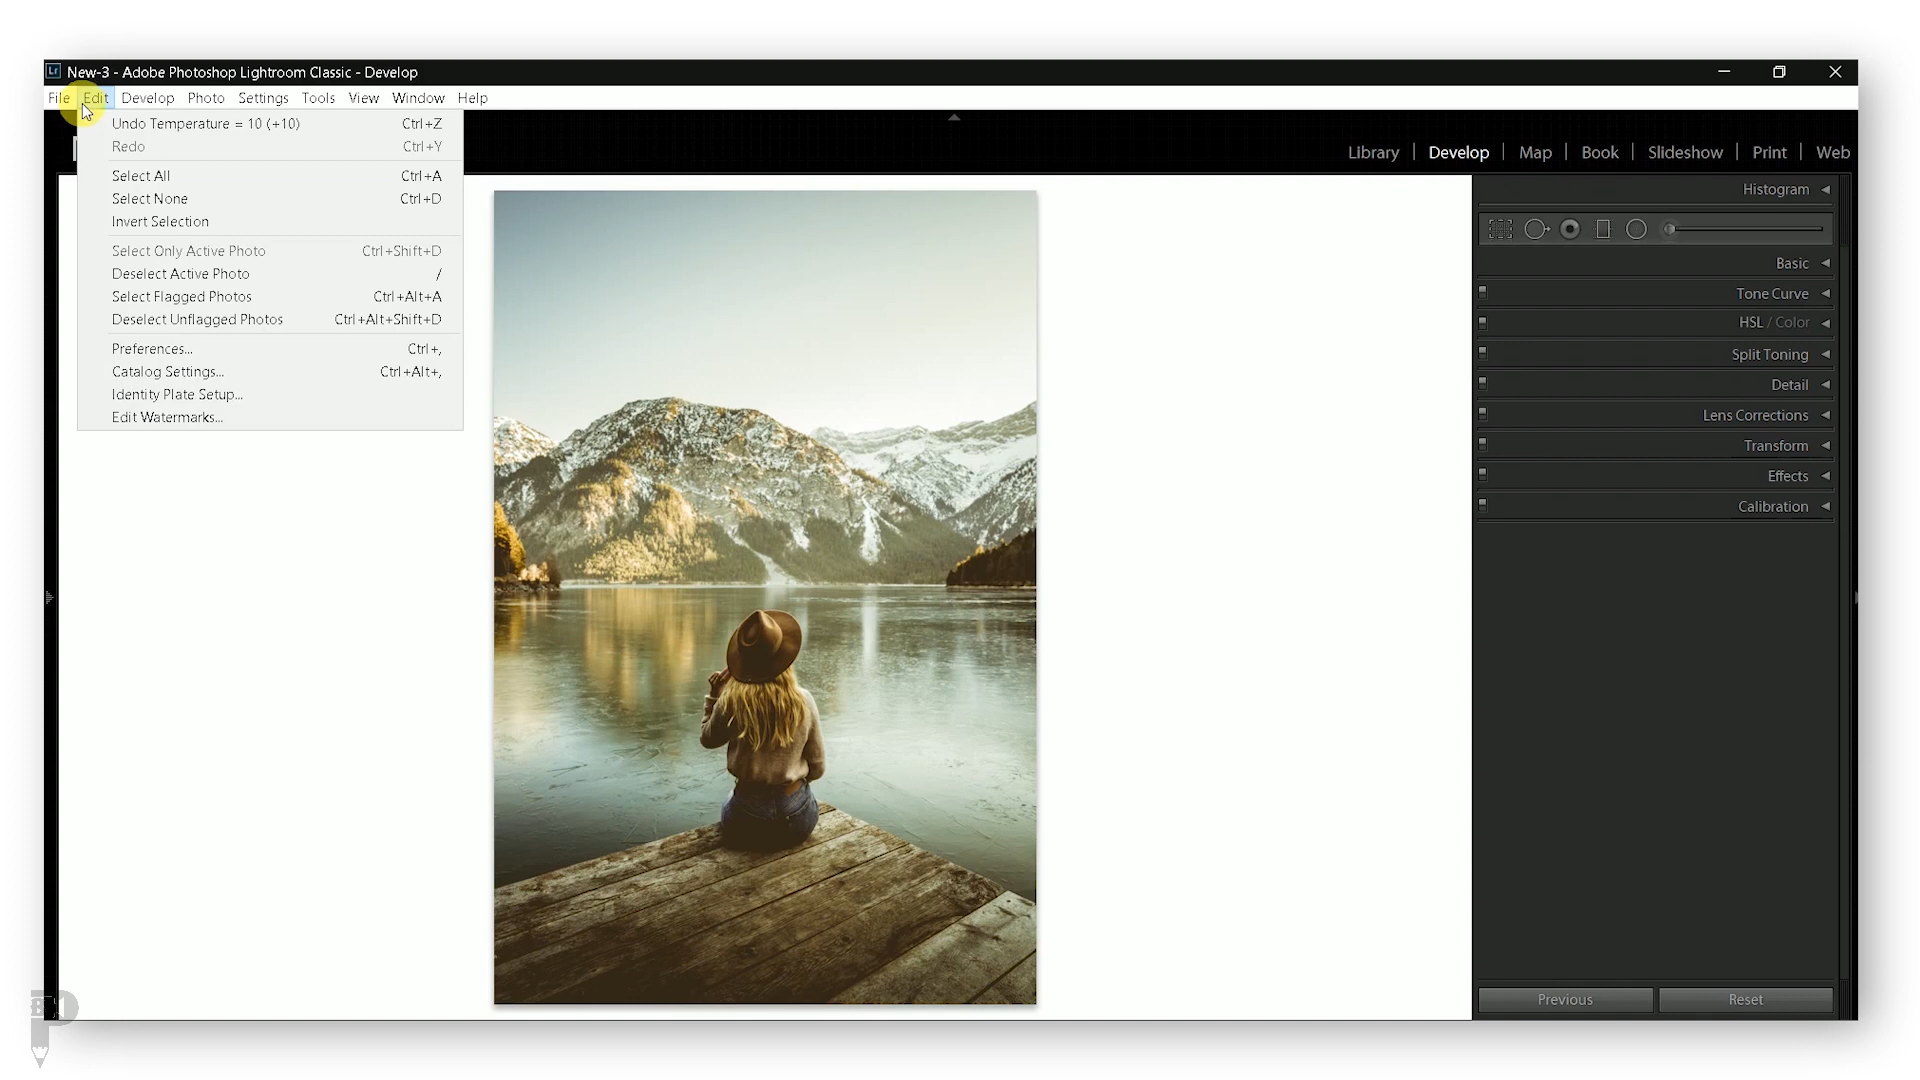 Lr New-3 - Adobe Photoshop Lightroom Classic - Develop
File Edit Develop Photo Settings Tools View Window Help
Undo Temperature = 10 (+10) Ctrl+Z
Redo Ctrl+Y
Select All Ctrl+A
Select None Ctrl+D
Invert Selection
Select Only Active Photo Ctrl+Shift+D
Deselect Active Photo /
Select Flagged Photos Ctrl+Alt+A
Deselect Unflagged Photos Ctrl+Alt+Shift+D
Preferences... Ctrl+,
Catalog Settings... Ctrl+Alt+,
Identity Plate Setup...
Edit Watermarks...
Library | Develop | Map | Book | Slideshow | Print | Web
Histogram
Basic
Tone Curve
HSL / Color
Split Toning
Detail
Lens Corrections
Transform
Effects
Calibration
Previous Reset